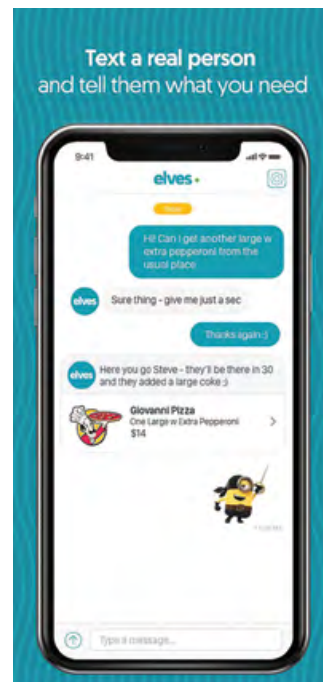 Text a real person
and tell them what you need
9:41
elves
Hi! Can I get another large w
extra pepperoni from the
usual place
elves
Sure thing - give me just a sec
Thanks again :)
elves
Here you go Steve - they'll be there in 30
and they added a large coke ;)
Giovanni Pizza
One Large w Extra Pepperoni
$14
Type a message...